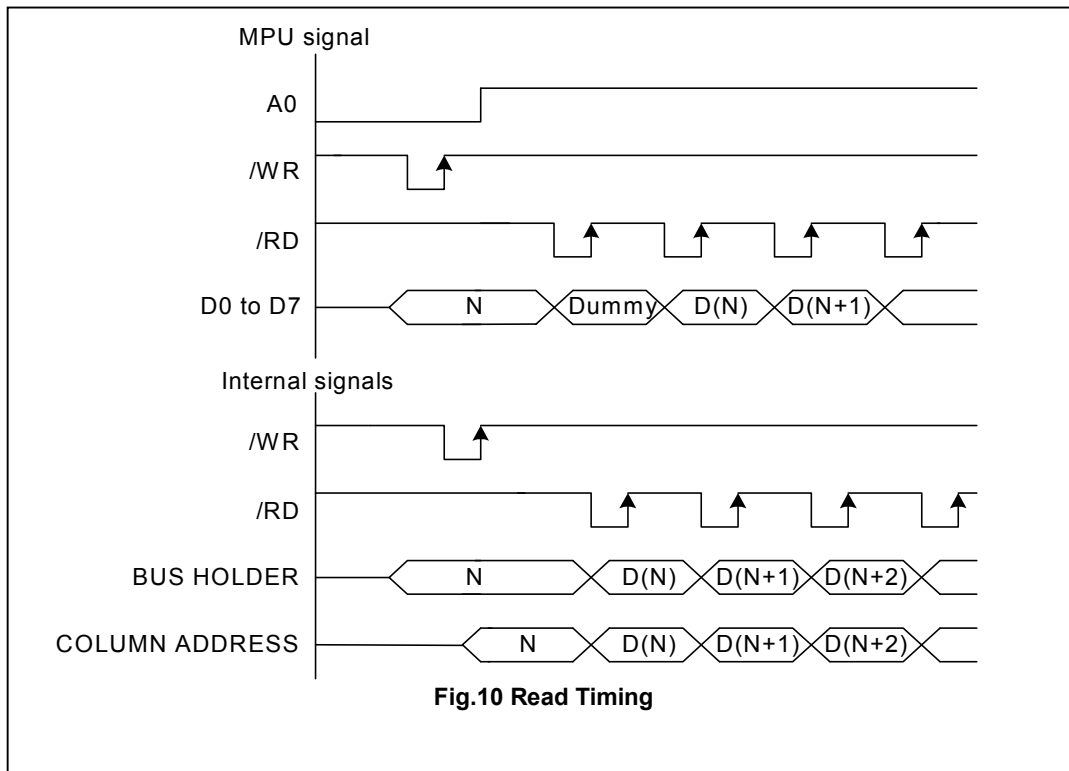 MPU signal
A0
/WR
/RD
D0 to D7 N Dummy D(N) D(N+1)
Internal signals
/WR
/RD
BUS HOLDER N D(N) D(N+1) D(N+2)
COLUMN ADDRESS N D(N) D(N+1) D(N+2)
Fig.10 Read Timing